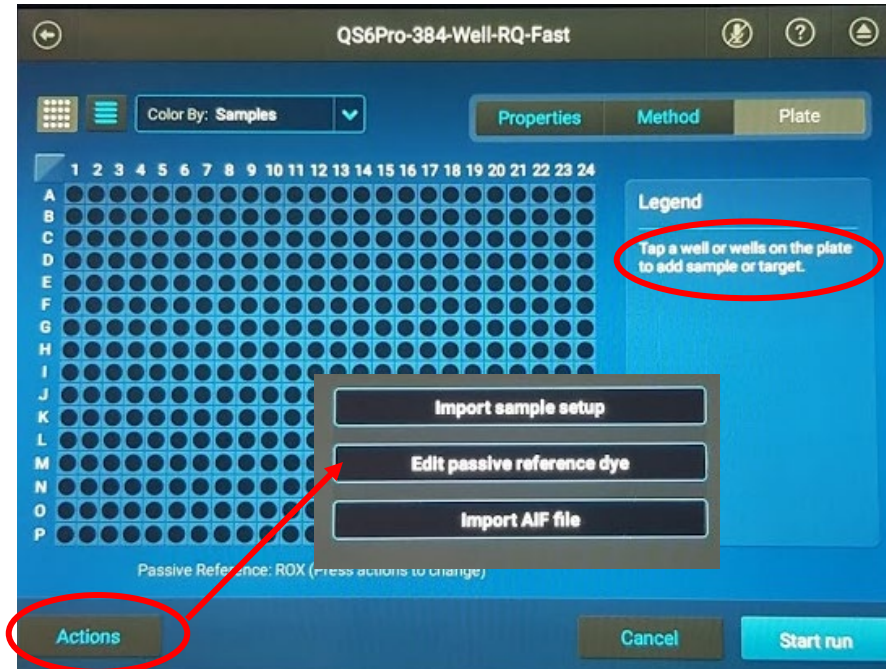 QS6Pro-384-Well-RQ-Fast
?
Color By: Samples
Properties Method Plate
1 2 3 4 5 6 7 8 9 10 11 12 13 14 15 16 17 18 19 20 21 22 23 24
A
B
C
D
E
F
G
H
I
J
K
L
M
N
O
P
Legend
Tap a well or wells on the plate
to add sample or target.
Import sample setup
Edit passive reference dye
Import AIF file
Passive Reference: ROX (Press actions to change)
Actions
Cancel Start run